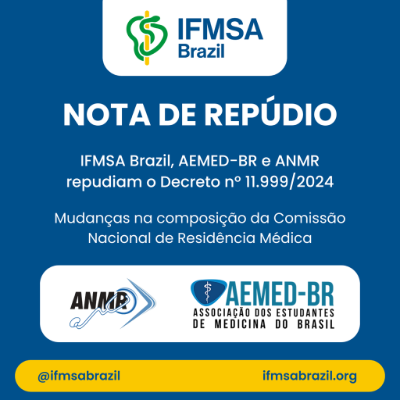 IFMSA
Brazil
NOTA DE REPÚDIO
IFMSA Brazil, AEMED-BR e ANMR
repudiam o Decreto nº 11.999/2024
Mudanças na composição da Comissão
Nacional de Residência Médica
ANMR
AEMED-BR
ASSOCIAÇÃO DOS ESTUDANTES
DE MEDICINA DO BRASIL
@ifmsabrazil
ifmsabrazil.org